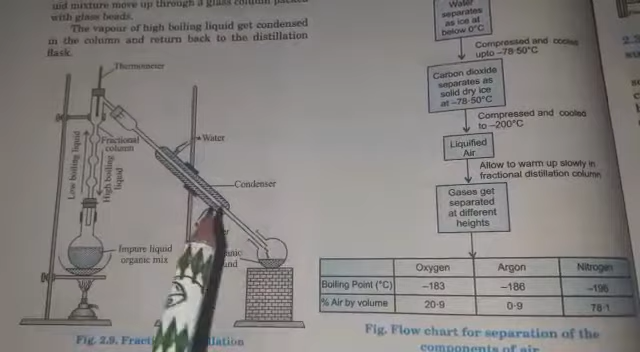 uid mixture move up through a glass column packed
with glass beads.
The vapour of high boiling liquid get condensed
in the column and return back to the distillation
flask.
Thermometer
Fractional
column
Low boiling liquid
High boiling
liquid
Water
Condenser
Impure liquid
organic mix
Fig. 2.9.
Water
separates
as ice at
below 0°C
Compressed and cooled
upto –78·50°C
Carbon dioxide
separates as
solid dry ice
at –78·50°C
Compressed and cooled
to –200°C
Liquified
Air
Allow to warm up slowly in
fractional distillation column
Gases get
separated
at different
heights
Oxygen Argon Nitrogen
Boiling Point (°C) –183 –186 –196
% Air by volume 20·9 0·9 78·1
Fig. Flow chart for separation of the
components of air